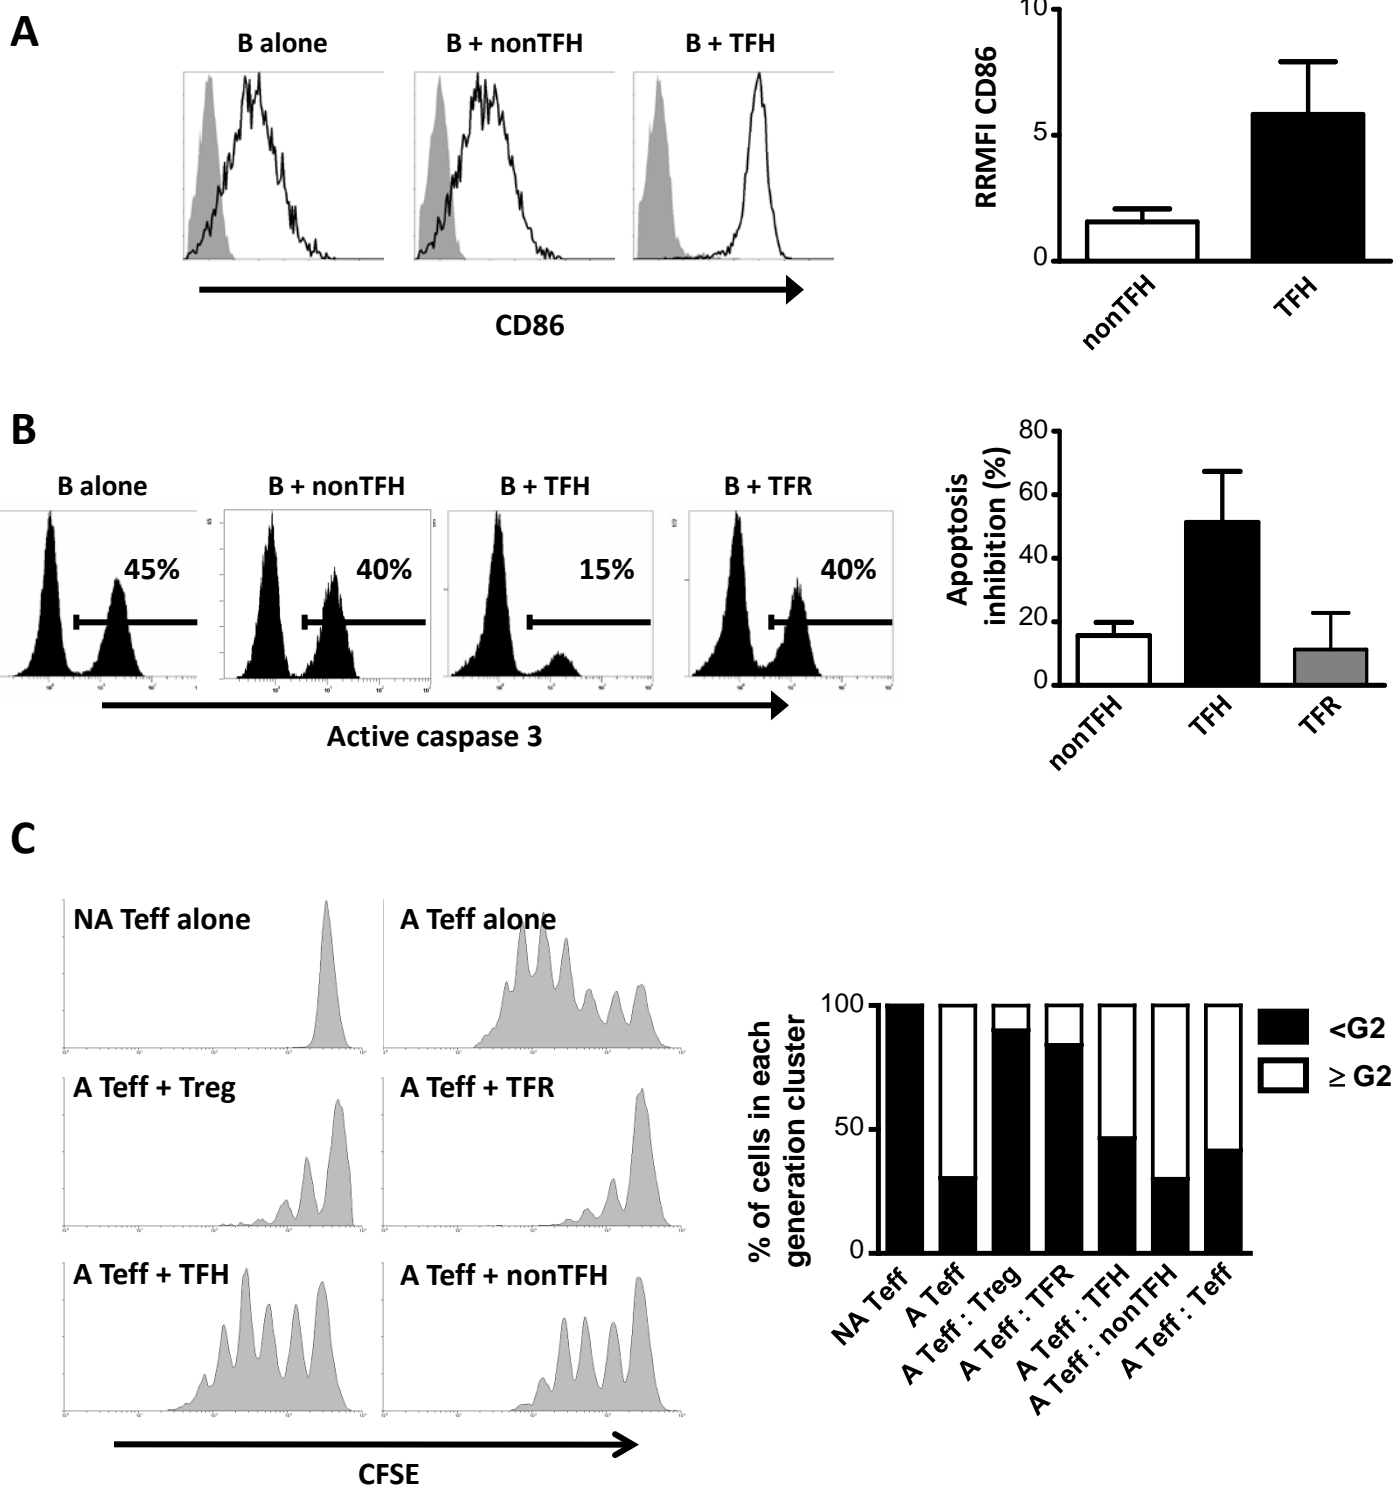 A
B alone
B + nonTFH
B + TFH
CD86
10
5
0
RRMFI CD86
nonTFH
TFH
B
B alone
B + nonTFH
B + TFH
B + TFR
45%
40%
15%
40%
Active caspase 3
80
60
40
20
0
Apoptosis
inhibition (%)
nonTFH
TFH
TFR
C
NA Teff alone
A Teff alone
A Teff + Treg
A Teff + TFR
A Teff + TFH
A Teff + nonTFH
CFSE
100
50
0
% of cells in each
generation cluster
<G2
≥ G2
NA Teff
A Teff
A Teff : Treg
A Teff : TFR
A Teff : TFH
A Teff : nonTFH
A Teff : Teff